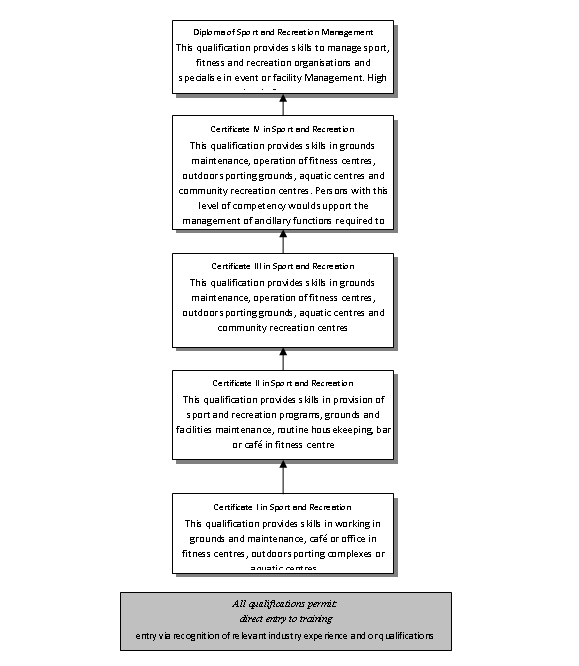 Diploma of Sport and Recreation Management
This qualification provides skills to manage sport,
fitness and recreation organisations and
specialise in event or facility Management. High
Certificate IV in Sport and Recreation
This qualification provides skills in grounds
maintenance, operation of fitness centres,
outdoor sporting grounds, aquatic centres and
community recreation centres. Persons with this
level of competency would support the
management of ancillary functions required to
Certificate III in Sport and Recreation
This qualification provides skills in grounds
maintenance, operation of fitness centres,
outdoor sporting grounds, aquatic centres and
community recreation centres
Certificate II in Sport and Recreation
This qualification provides skills in provision of
sport and recreation programs, grounds and
facilities maintenance, routine housekeeping, bar
or café in fitness centre
Certificate I in Sport and Recreation
This qualification provides skills in working in
grounds and maintenance, café or office in
fitness centres, outdoor sporting complexes or
aquatic centres
All qualifications permit:
direct entry to training
entry via recognition of relevant industry experience and or qualifications